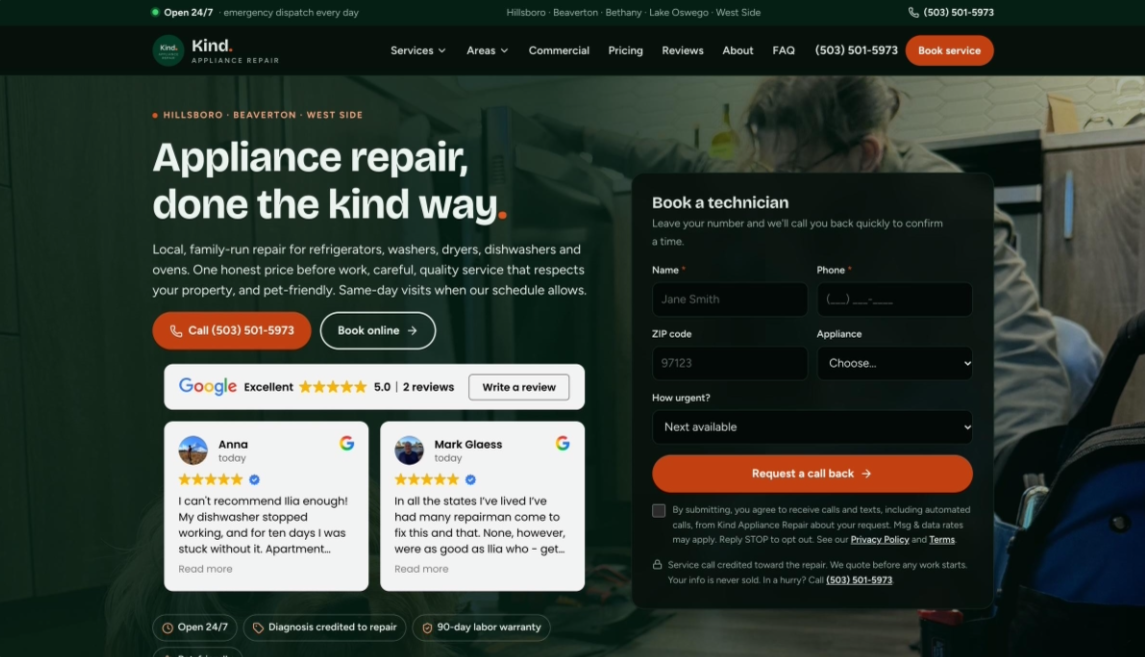 Open 24/7 · emergency dispatch every day
Hillsboro · Beaverton · Bethany · Lake Oswego · West Side
(503) 501-5973
Kind.
Kind.
APPLIANCE REPAIR
Services
Areas
Commercial
Pricing
Reviews
About
FAQ
(503) 501-5973
Book service
HILLSBORO · BEAVERTON · WEST SIDE
Appliance repair,
done the kind way.
Local, family-run repair for refrigerators, washers, dryers, dishwashers and
ovens. One honest price before work, careful, quality service that respects
your property, and pet-friendly. Same-day visits when our schedule allows.
Call (503) 501-5973
Book online →
Google Excellent 5.0 | 2 reviews
Write a review
Anna
today
I can't recommend Ilia enough!
My dishwasher stopped
working, and for ten days I was
stuck without it. Apartment...
Read more
Mark Glaess
today
In all the states I've lived I've
had many repairman come to
fix this and that. None, however,
were as good as Ilia who - get...
Read more
Open 24/7
Diagnosis credited to repair
90-day labor warranty
Book a technician
Leave your number and we'll call you back quickly to confirm
a time.
Name *
Phone *
Jane Smith
(___) ___-____
ZIP code
Appliance
97123
Choose...
How urgent?
Next available
Request a call back →
By submitting, you agree to receive calls and texts, including automated
calls, from Kind Appliance Repair about your request. Msg & data rates
may apply. Reply STOP to opt out. See our Privacy Policy and Terms.
Service call credited toward the repair. We quote before any work starts.
Your info is never sold. In a hurry? Call (503) 501-5973.